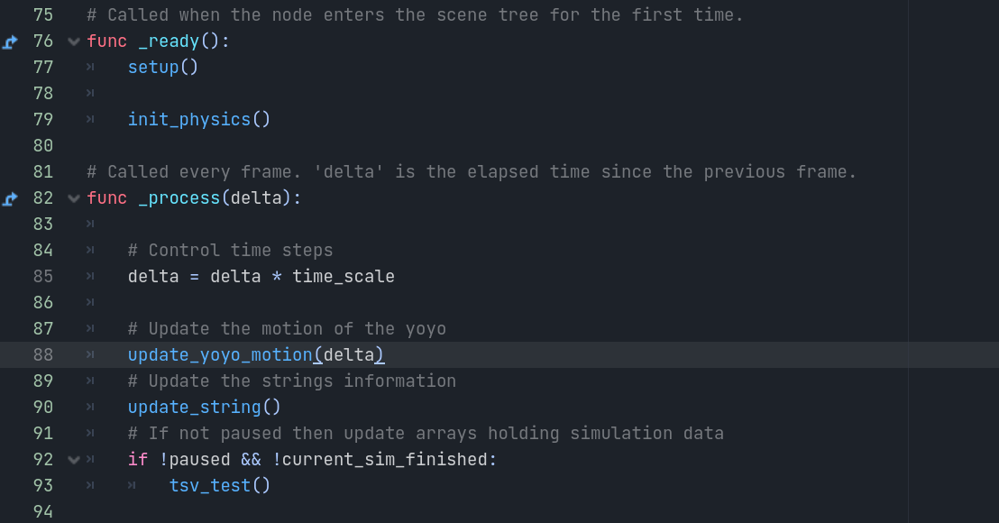 75 # Called when the node enters the scene tree for the first time.
76 func _ready():
77 setup()
78
79 init_physics()
80
81 # Called every frame. 'delta' is the elapsed time since the previous frame.
82 func _process(delta):
83
84 # Control time steps
85 delta = delta * time_scale
86
87 # Update the motion of the yoyo
88 update_yoyo_motion(delta)
89 # Update the strings information
90 update_string()
91 # If not paused then update arrays holding simulation data
92 if !paused && !current_sim_finished:
93 tsv_test()
94